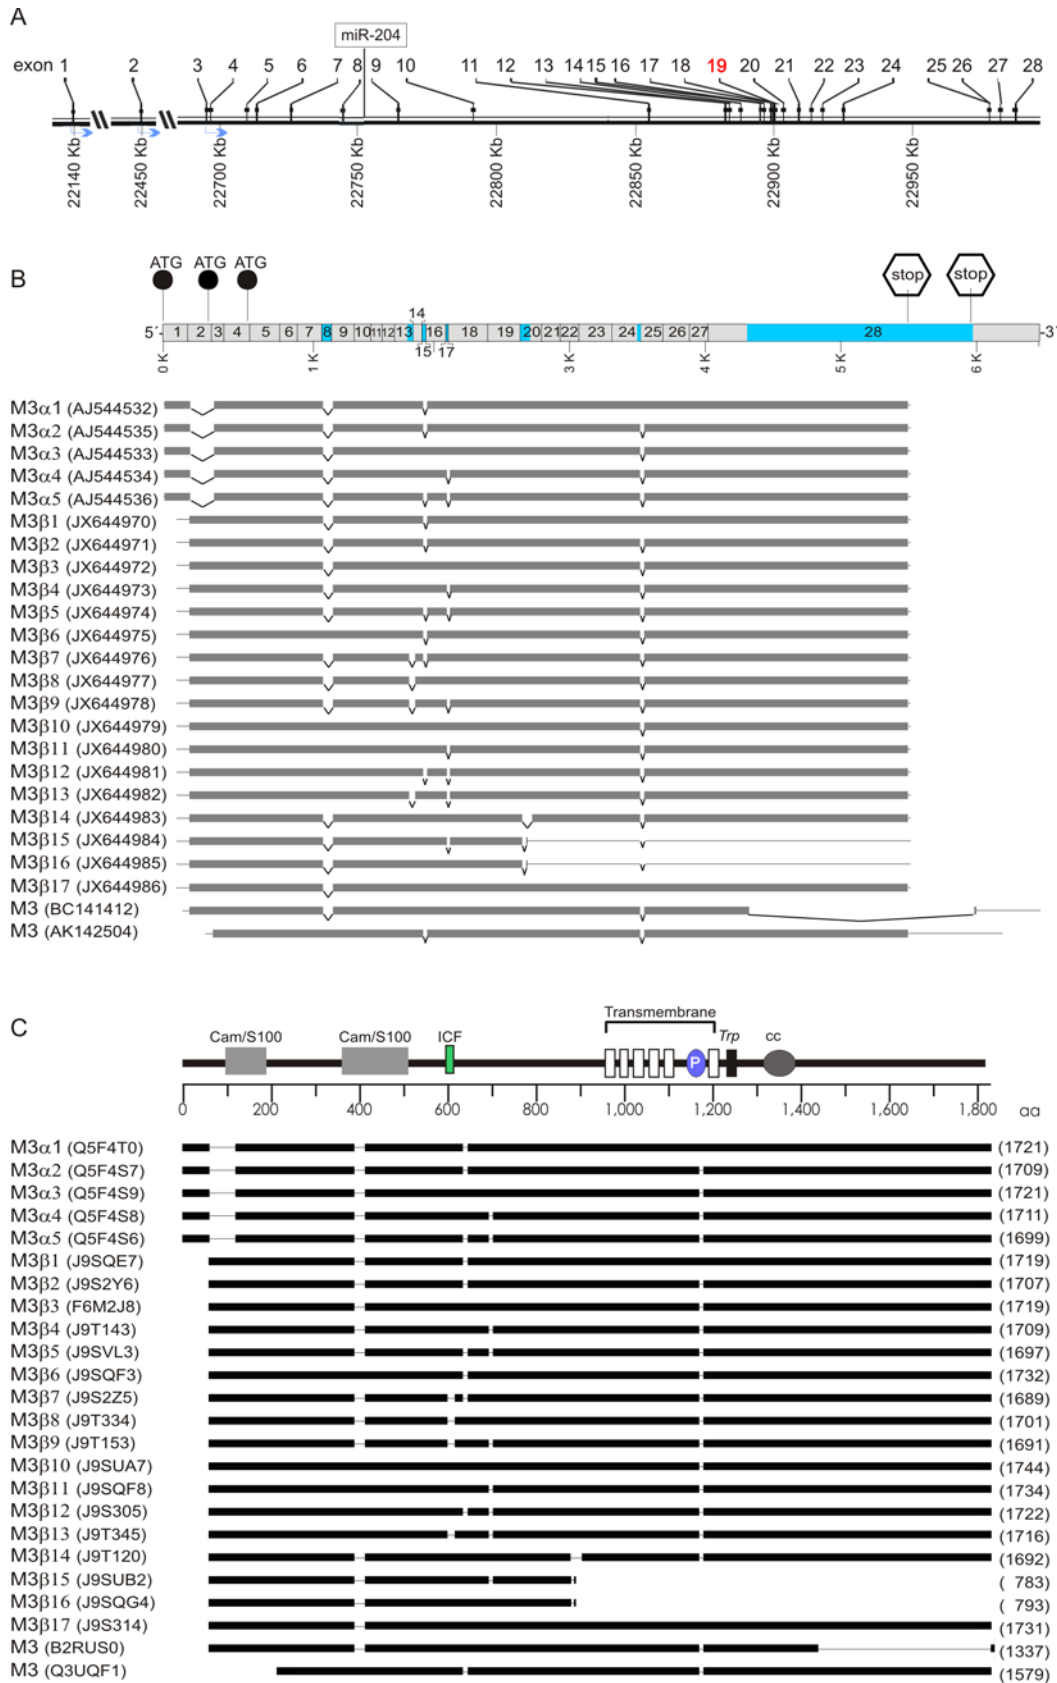 A
miR-204
exon 1 2 3 4 5 6 7 8 9 10 11 12 13 14 15 16 17 18 19 20 21 22 23 24 25 26 27 28
22140 Kb 22450 Kb 22700 Kb 22750 Kb 22800 Kb 22850 Kb 22900 Kb 22950 Kb
B
ATG ATG ATG stop stop
14
5´ 1 2 3 4 5 6 7 8 9 10 11 12 13 16 18 19 20 21 22 23 24 25 26 27 28 -3'
15 17
0 K 1 K 3 K 4 K 5 K 6 K
M3α1 (AJ544532)
M3α2 (AJ544535)
M3α3 (AJ544533)
M3α4 (AJ544534)
M3α5 (AJ544536)
M3β1 (JX644970)
M3β2 (JX644971)
M3β3 (JX644972)
M3β4 (JX644973)
M3β5 (JX644974)
M3β6 (JX644975)
M3β7 (JX644976)
M3β8 (JX644977)
M3β9 (JX644978)
M3β10 (JX644979)
M3β11 (JX644980)
M3β12 (JX644981)
M3β13 (JX644982)
M3β14 (JX644983)
M3β15 (JX644984)
M3β16 (JX644985)
M3β17 (JX644986)
M3 (BC141412)
M3 (AK142504)
C
Transmembrane
Cam/S100 Cam/S100 ICF Trp cc
P
0 200 400 600 800 1,000 1,200 1,400 1,600 1,800 aa
M3α1 (Q5F4T0) (1721)
M3α2 (Q5F4S7) (1709)
M3α3 (Q5F4S9) (1721)
M3α4 (Q5F4S8) (1711)
M3α5 (Q5F4S6) (1699)
M3β1 (J9SQE7) (1719)
M3β2 (J9S2Y6) (1707)
M3β3 (F6M2J8) (1719)
M3β4 (J9T143) (1709)
M3β5 (J9SVL3) (1697)
M3β6 (J9SQF3) (1732)
M3β7 (J9S2Z5) (1689)
M3β8 (J9T334) (1701)
M3β9 (J9T153) (1691)
M3β10 (J9SUA7) (1744)
M3β11 (J9SQF8) (1734)
M3β12 (J9S305) (1722)
M3β13 (J9T345) (1716)
M3β14 (J9T120) (1692)
M3β15 (J9SUB2) ( 783)
M3β16 (J9SQG4) ( 793)
M3β17 (J9S314) (1731)
M3 (B2RUS0) (1337)
M3 (Q3UQF1) (1579)